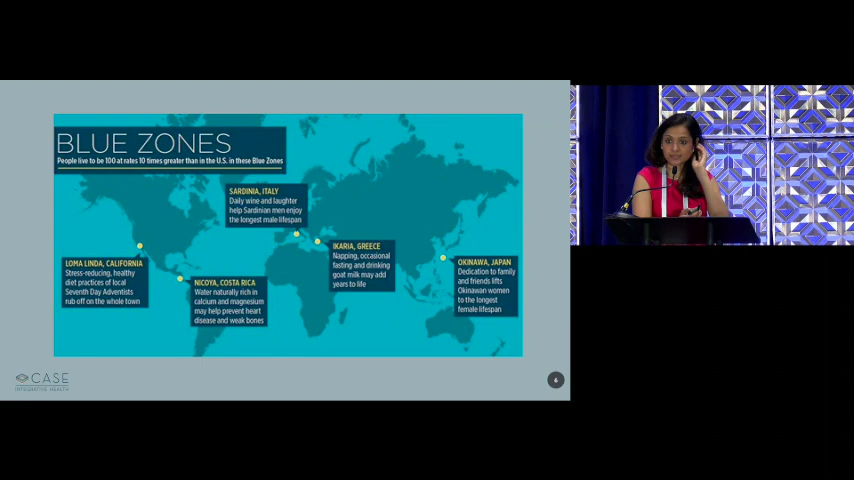 BLUE ZONES
People live to be 100 at rates 10 times greater than in the U.S. in these Blue Zones
SARDINIA, ITALY
Daily wine and laughter
help Sardinian men enjoy
the longest male lifespan
IKARIA, GREECE
Napping, occasional
fasting and drinking
goat milk may add
years to life
OKINAWA, JAPAN
Dedication to family
and friends lifts
Okinawan women
to the longest
female lifespan
LOMA LINDA, CALIFORNIA
Stress-reducing, healthy
diet practices of local
Seventh Day Adventists
rub off on the whole town
NICOYA, COSTA RICA
Water naturally rich in
calcium and magnesium
may help prevent heart
disease and weak bones
CASE
INTEGRATIVE HEALTH
6